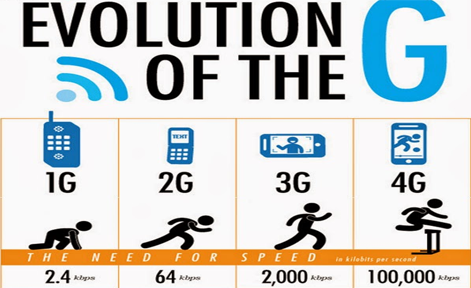 EVOLUTION
OF THE G
TEXT
1G 2G 3G 4G
THE NEED FOR SPEED in kilobits per second
2.4 kbps 64 kbps 2,000 kbps 100,000 kbps